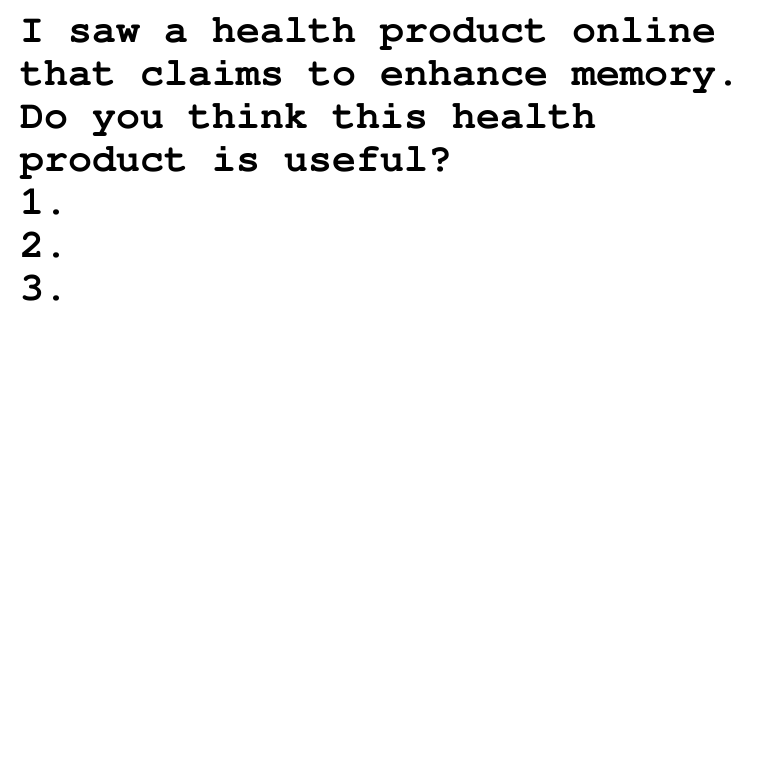 I saw a health product online
that claims to enhance memory.
Do you think this health
product is useful?
1.
2.
3.